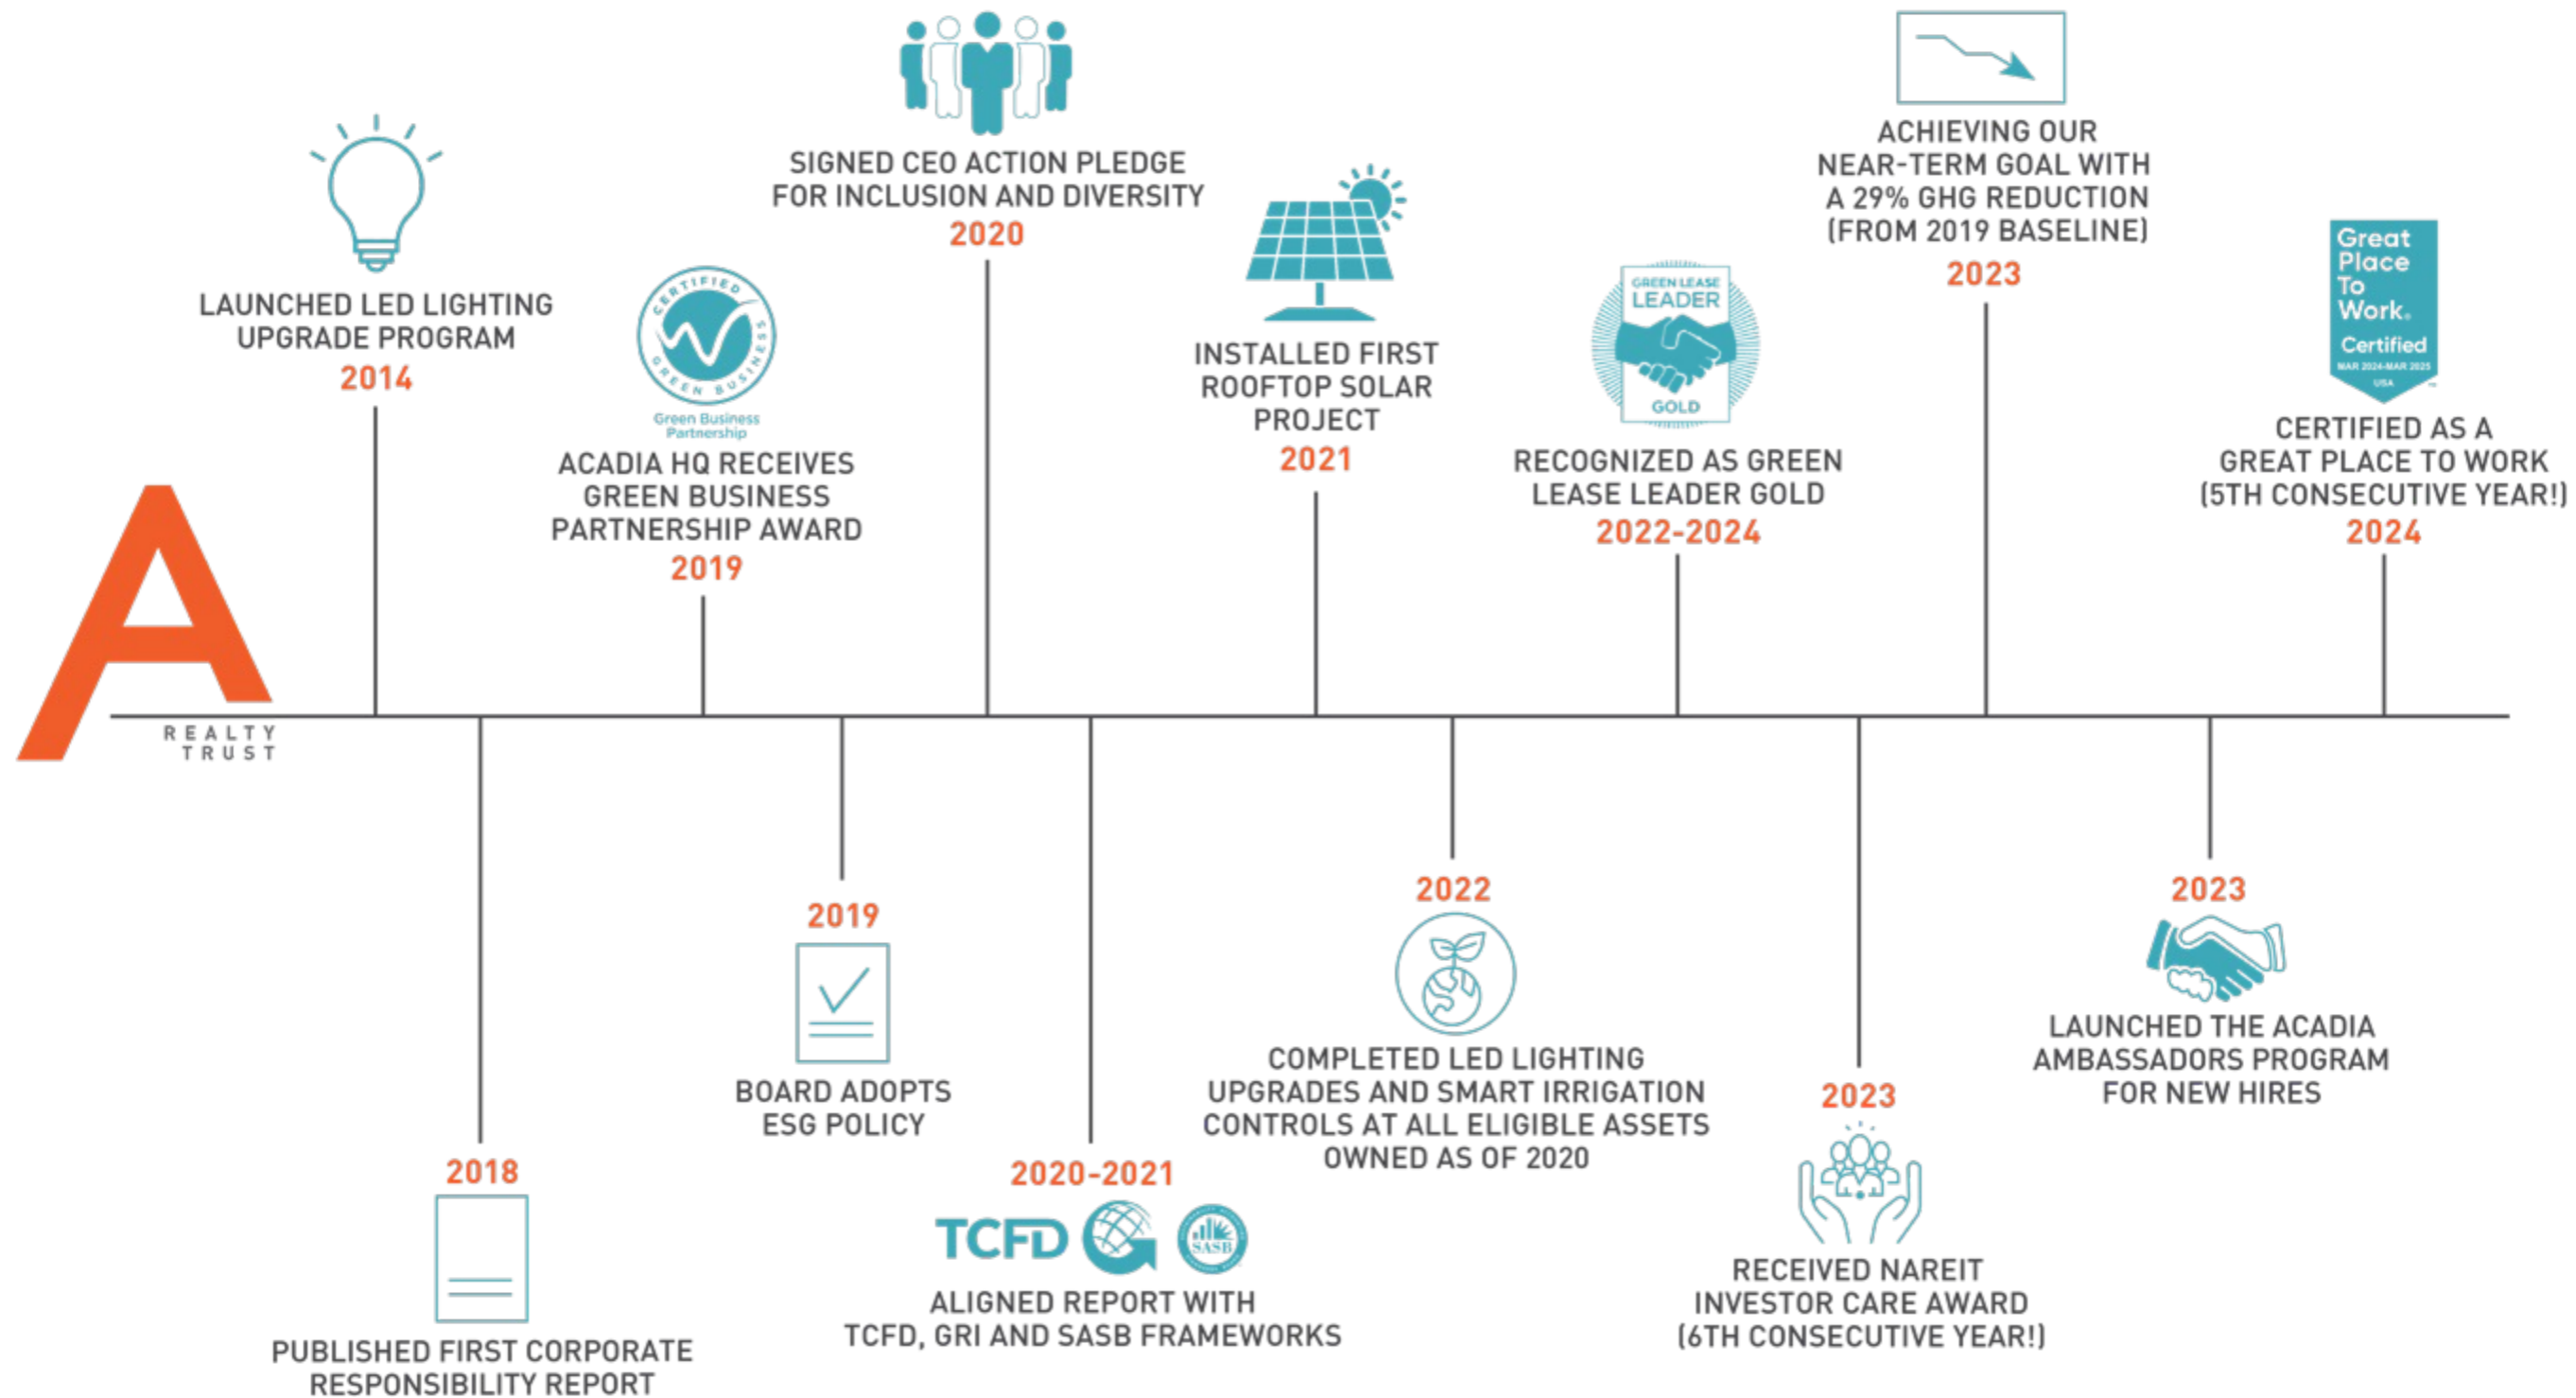 LAUNCHED LED LIGHTING
UPGRADE PROGRAM
2014
CERTIFIED
GREEN BUSINESS
Green Business
Partnership
ACADIA HQ RECEIVES
GREEN BUSINESS
PARTNERSHIP AWARD
2019
SIGNED CEO ACTION PLEDGE
FOR INCLUSION AND DIVERSITY
2020
INSTALLED FIRST
ROOFTOP SOLAR
PROJECT
2021
GREEN LEASE
LEADER
GOLD
RECOGNIZED AS GREEN
LEASE LEADER GOLD
2022-2024
ACHIEVING OUR
NEAR-TERM GOAL WITH
A 29% GHG REDUCTION
(FROM 2019 BASELINE)
2023
Great
Place
To
Work®
Certified
MAR 2024-MAR 2025
USA
™
CERTIFIED AS A
GREAT PLACE TO WORK
(5TH CONSECUTIVE YEAR!)
2024
A
REALTY
TRUST
2018
PUBLISHED FIRST CORPORATE
RESPONSIBILITY REPORT
2019
BOARD ADOPTS
ESG POLICY
2020-2021
TCFD
SASB
ALIGNED REPORT WITH
TCFD, GRI AND SASB FRAMEWORKS
2022
COMPLETED LED LIGHTING
UPGRADES AND SMART IRRIGATION
CONTROLS AT ALL ELIGIBLE ASSETS
OWNED AS OF 2020
2023
RECEIVED NAREIT
INVESTOR CARE AWARD
(6TH CONSECUTIVE YEAR!)
2023
LAUNCHED THE ACADIA
AMBASSADORS PROGRAM
FOR NEW HIRES